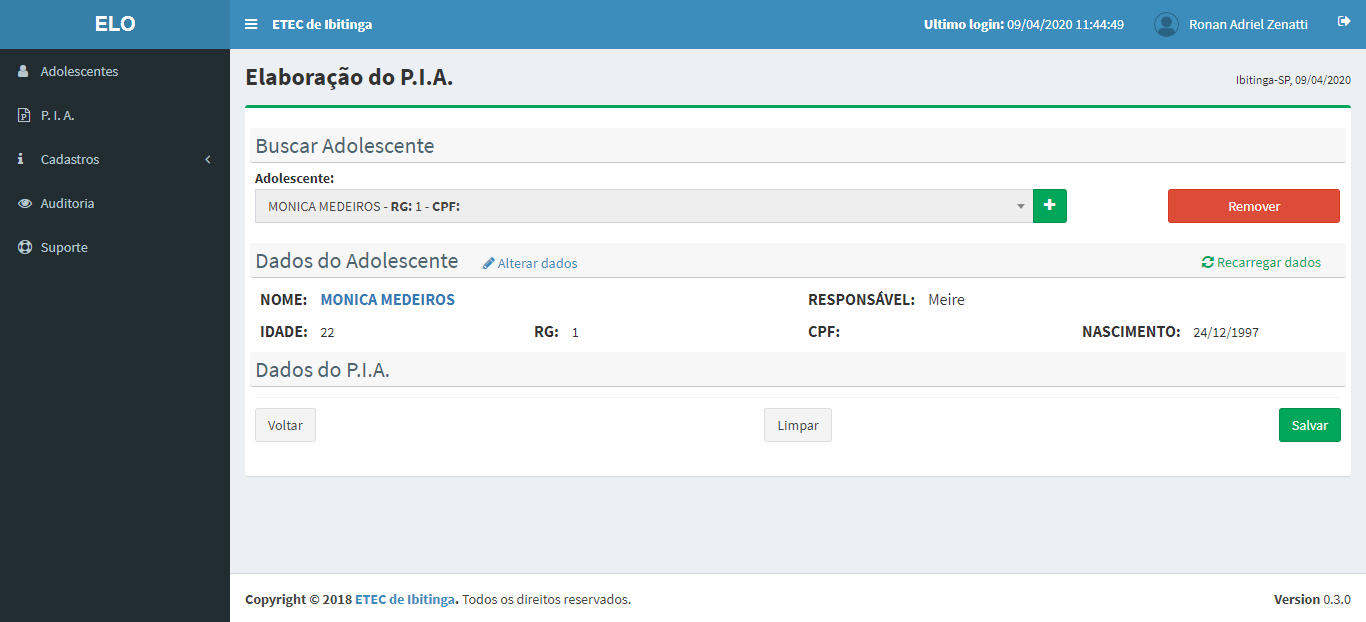 ELO
ETEC de Ibitinga
Ultimo login: 09/04/2020 11:44:49
Ronan Adriel Zenatti
Adolescentes
P. I. A.
Cadastros
Auditoria
Suporte
Elaboração do P.I.A.
Ibitinga-SP, 09/04/2020
Buscar Adolescente
Adolescente:
MONICA MEDEIROS - RG: 1 - CPF:
Remover
Dados do Adolescente
Alterar dados
Recarregar dados
NOME: MONICA MEDEIROS
RESPONSÁVEL: Meire
IDADE: 22
RG: 1
CPF:
NASCIMENTO: 24/12/1997
Dados do P.I.A.
Voltar
Limpar
Salvar
Copyright © 2018 ETEC de Ibitinga. Todos os direitos reservados.
Version 0.3.0